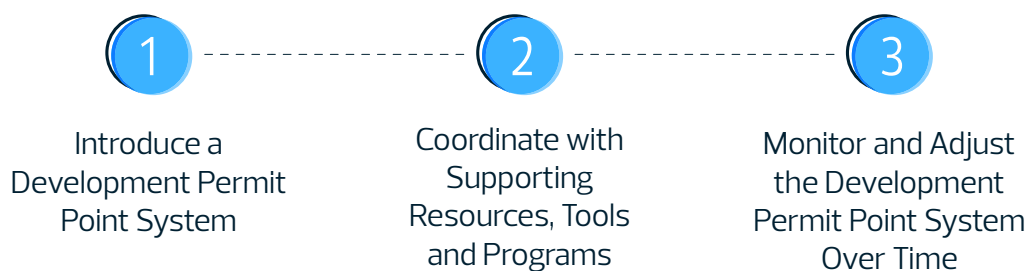 1
Introduce a
Development Permit
Point System
2
Coordinate with
Supporting
Resources, Tools
and Programs
3
Monitor and Adjust
the Development
Permit Point System
Over Time